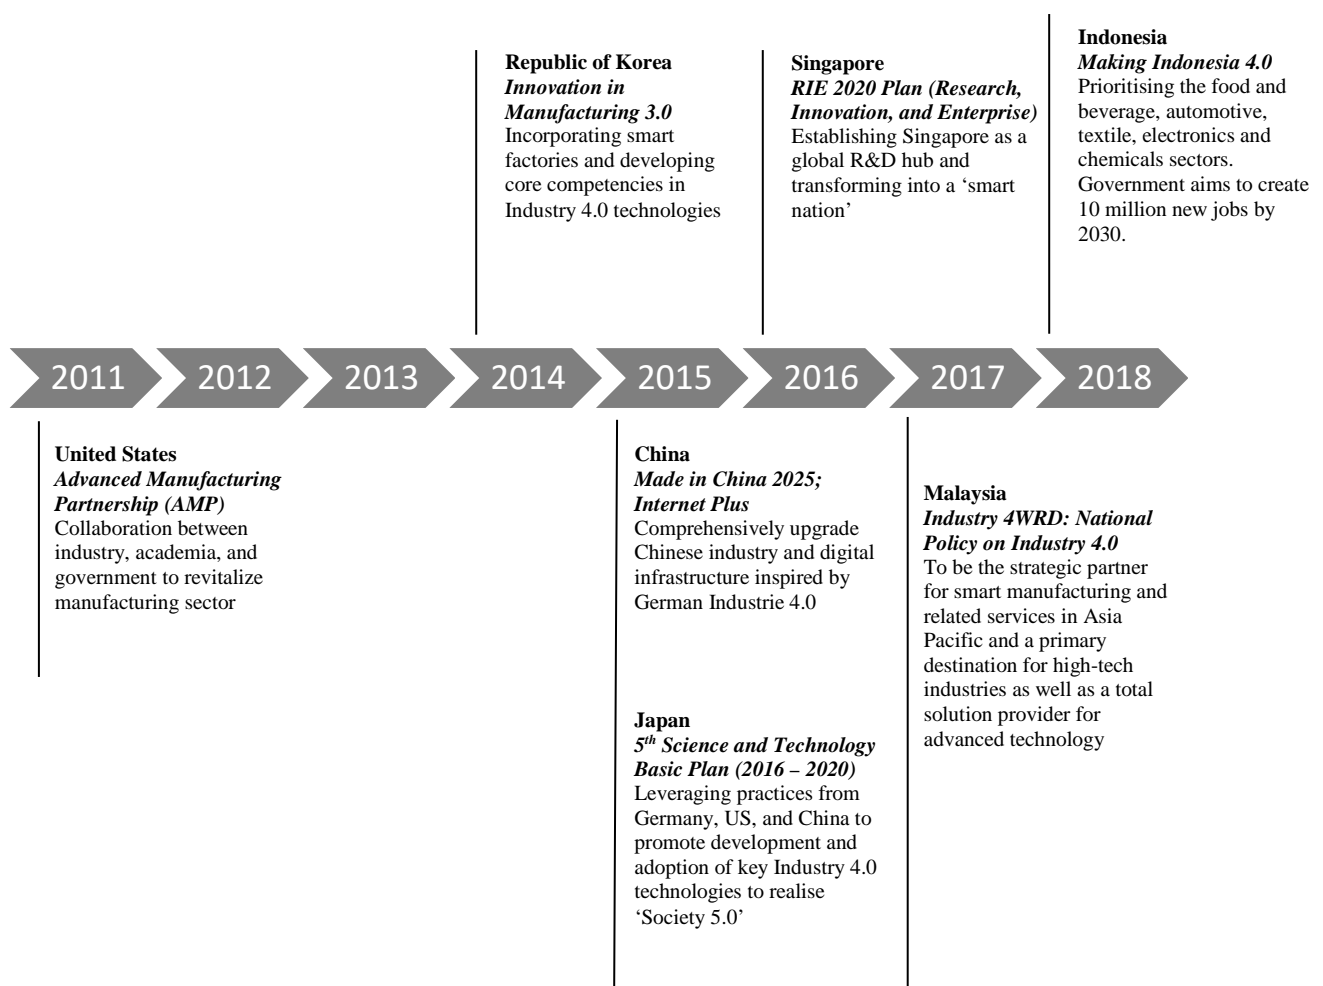 Republic of Korea
Innovation in
Manufacturing 3.0
Incorporating smart
factories and developing
core competencies in
Industry 4.0 technologies
Singapore
RIE 2020 Plan (Research,
Innovation, and Enterprise)
Establishing Singapore as a
global R&D hub and
transforming into a ‘smart
nation’
Indonesia
Making Indonesia 4.0
Prioritising the food and
beverage, automotive,
textile, electronics and
chemicals sectors.
Government aims to create
10 million new jobs by
2030.
2011 2012 2013 2014 2015 2016 2017 2018
United States
Advanced Manufacturing
Partnership (AMP)
Collaboration between
industry, academia, and
government to revitalize
manufacturing sector
China
Made in China 2025;
Internet Plus
Comprehensively upgrade
Chinese industry and digital
infrastructure inspired by
German Industrie 4.0
Japan
5th Science and Technology
Basic Plan (2016 – 2020)
Leveraging practices from
Germany, US, and China to
promote development and
adoption of key Industry 4.0
technologies to realise
‘Society 5.0’
Malaysia
Industry 4WRD: National
Policy on Industry 4.0
To be the strategic partner
for smart manufacturing and
related services in Asia
Pacific and a primary
destination for high-tech
industries as well as a total
solution provider for
advanced technology